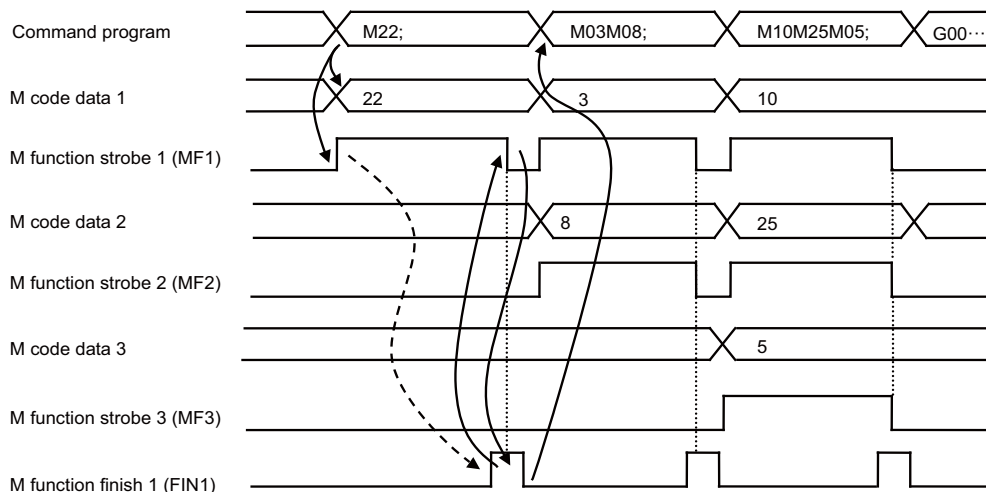 Command program M22; M03M08; M10M25M05; G00···
M code data 1 22 3 10
M function strobe 1 (MF1)
M code data 2 8 25
M function strobe 2 (MF2)
M code data 3 5
M function strobe 3 (MF3)
M function finish 1 (FIN1)